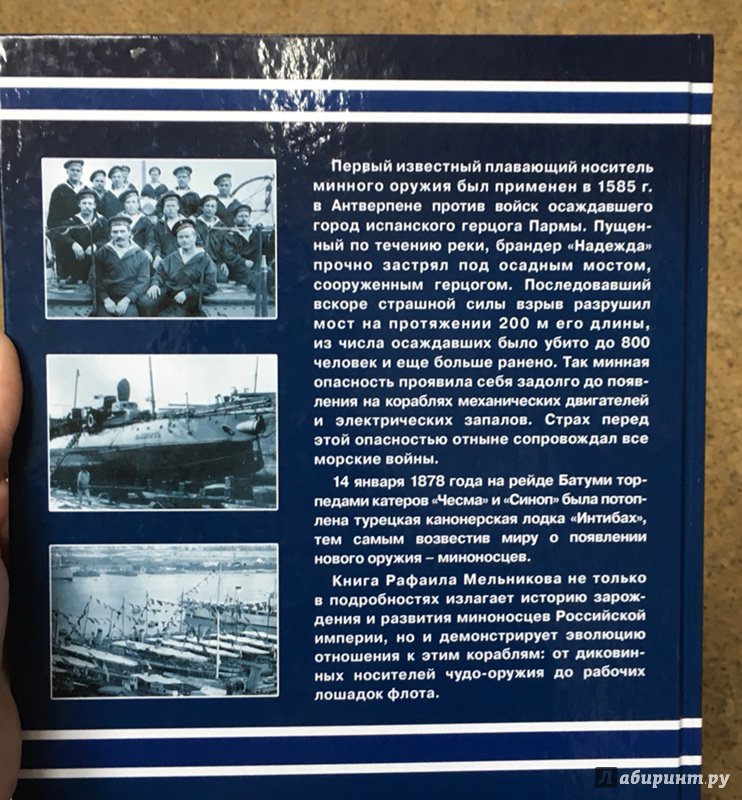 Первый известный плавающий носитель
минного оружия был применен в 1585 г.
в Антверпене против войск осаждавшего
город испанского герцога Пармы. Пущен-
ный по течению реки, брандер «Надежда»
прочно застрял под осадным мостом,
сооруженным герцогом. Последовавший
вскоре страшной силы взрыв разрушил
мост на протяжении 200 м его длины,
из числа осаждавших было убито до 800
человек и еще больше ранено. Так минная
опасность проявила себя задолго до появ-
ления на кораблях механических двигателей
и электрических запалов. Страх перед
этой опасностью отныне сопровождал все
морские войны.
14 января 1878 года на рейде Батуми тор-
педами катеров «Чесма» и «Синоп» была потоп-
лена турецкая канонерская лодка «Интибах»,
тем самым возвестив миру о появлении
нового оружия – миноносцев.
Книга Рафаила Мельникова не только
в подробностях излагает историю зарож-
дения и развития миноносцев Российской
империи, но и демонстрирует эволюцию
отношения к этим кораблям: от диковин-
ных носителей чудо-оружия до рабочих
лошадок флота.
Лабиринт.ру